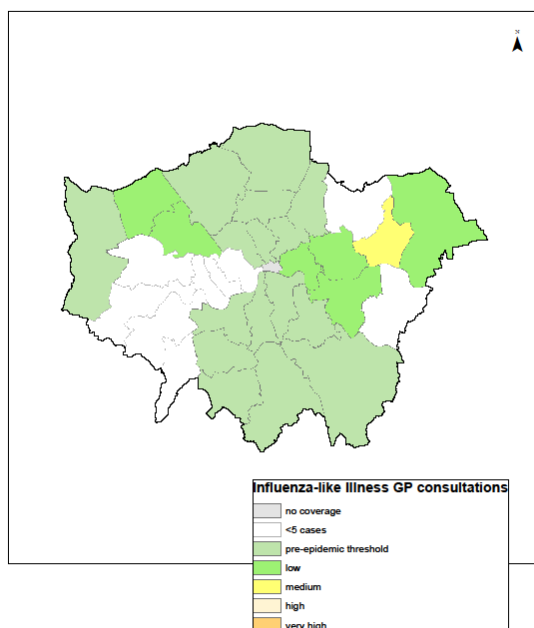 N
Influenza-like Illness GP consultations
no coverage
<5 cases
pre-epidemic threshold
low
medium
high
very high